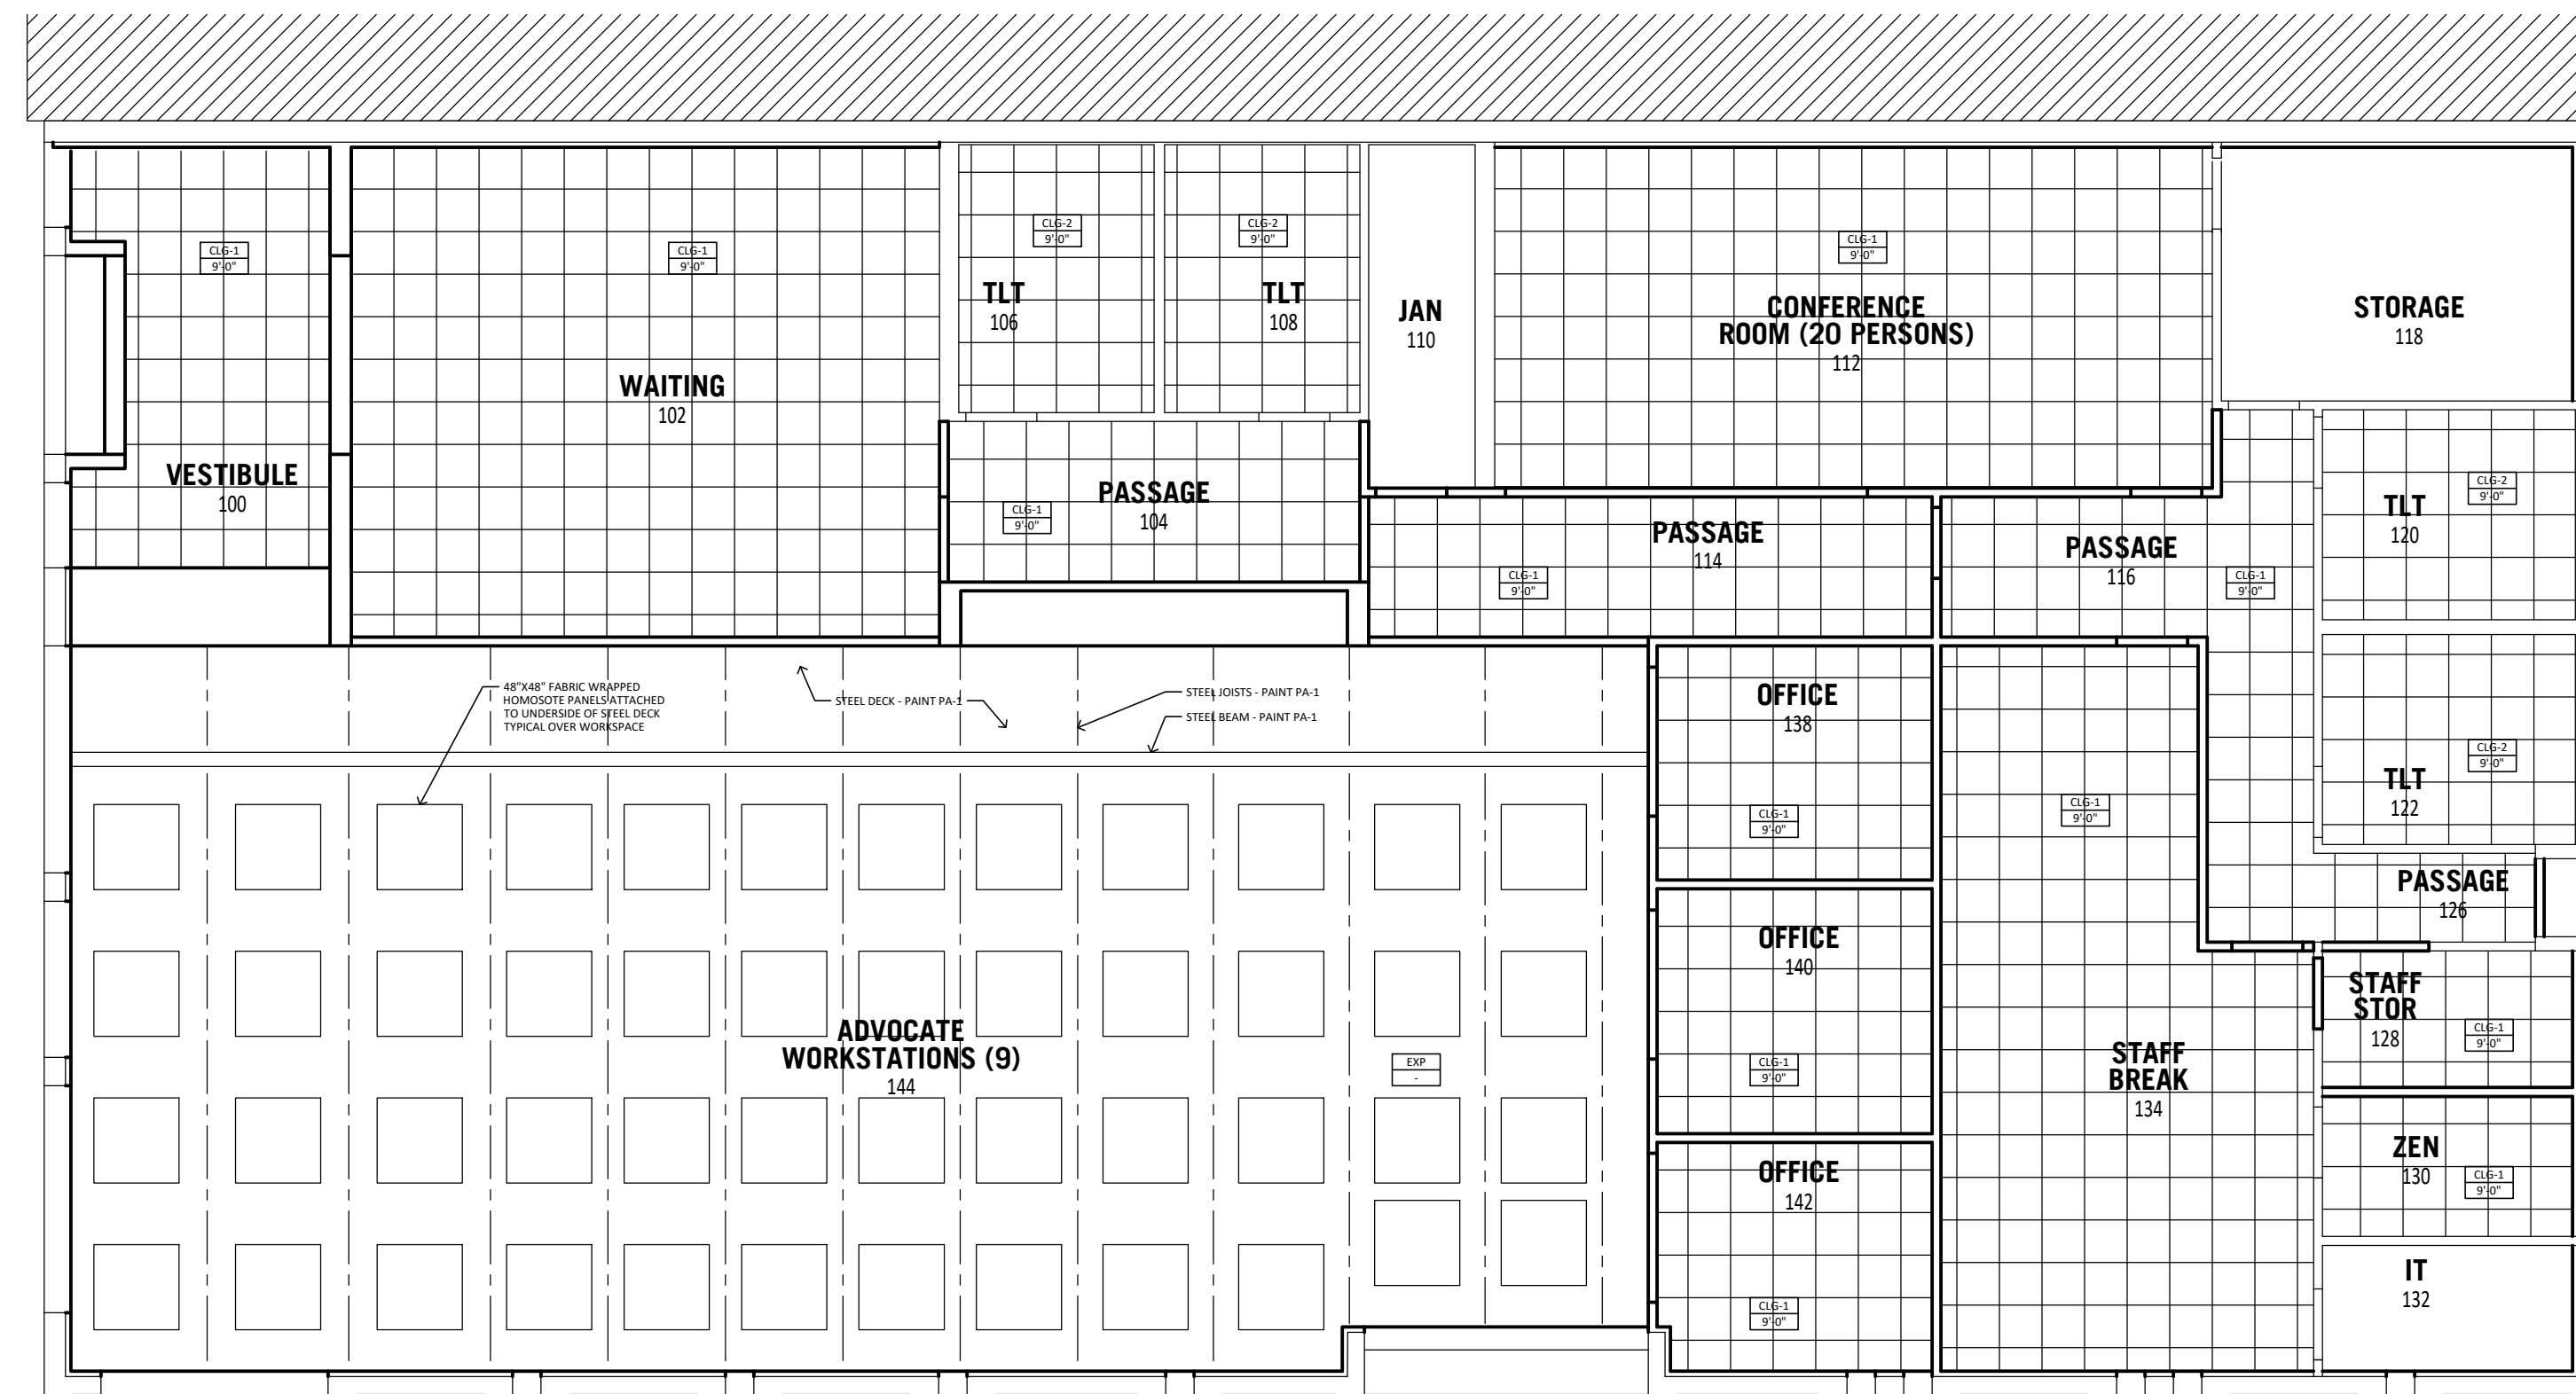 CLG-1
9'-0"
VESTIBULE
100
CLG-1
9'-0"
WAITING
102
CLG-2
9'-0"
TLT
106
CLG-2
9'-0"
TLT
108
JAN
110
CLG-1
9'-0"
CONFERENCE
ROOM (20 PERSONS)
112
STORAGE
118
PASSAGE
104
CLG-1
9'-0"
PASSAGE
114
CLG-1
9'-0"
PASSAGE
116
CLG-1
9'-0"
CLG-2
9'-0"
TLT
120
CLG-2
9'-0"
TLT
122
48"X48" FABRIC WRAPPED
HOMOSOTE PANELS ATTACHED
TO UNDERSIDE OF STEEL DECK
TYPICAL OVER WORKSPACE
STEEL DECK - PAINT PA-1
STEEL JOISTS - PAINT PA-1
STEEL BEAM - PAINT PA-1
OFFICE
138
CLG-1
9'-0"
CLG-1
9'-0"
PASSAGE
126
OFFICE
140
CLG-1
9'-0"
ADVOCATE
WORKSTATIONS (9)
144
EXP
-
STAFF
BREAK
134
STAFF
STOR
128
CLG-1
9'-0"
ZEN
130
CLG-1
9'-0"
OFFICE
142
CLG-1
9'-0"
IT
132